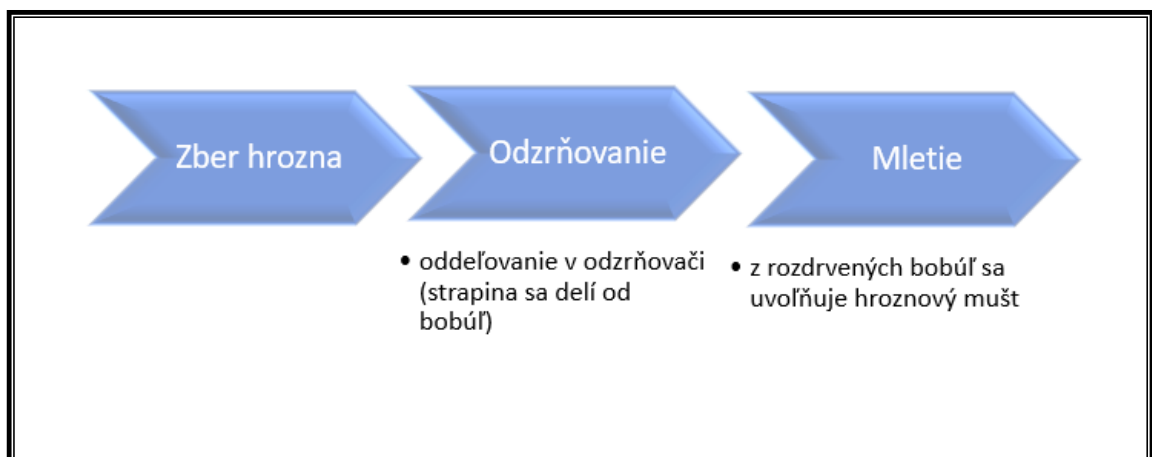 Zber hrozna
Odzrňovanie
Mletie
• oddeľovanie v odzrňovači
(strapina sa delí od
bobúľ)
• z rozdrvených bobúľ sa
uvoľňuje hroznový mušt